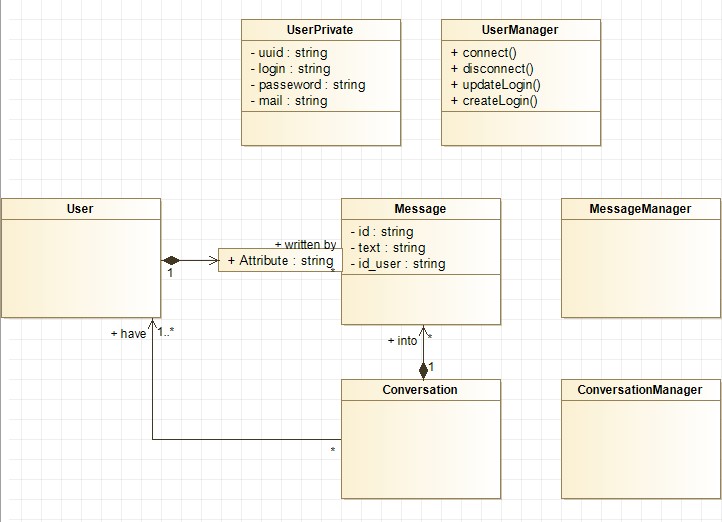 UserPrivate
- uuid : string
- login : string
- passeword : string
- mail : string
UserManager
+ connect()
+ disconnect()
+ updateLogin()
+ createLogin()
User
Message
- id : string
- text : string
- id_user : string
MessageManager
+ written by
+ Attribute : string
1
*
+ have
1..*
+ into
*
1
Conversation
*
ConversationManager